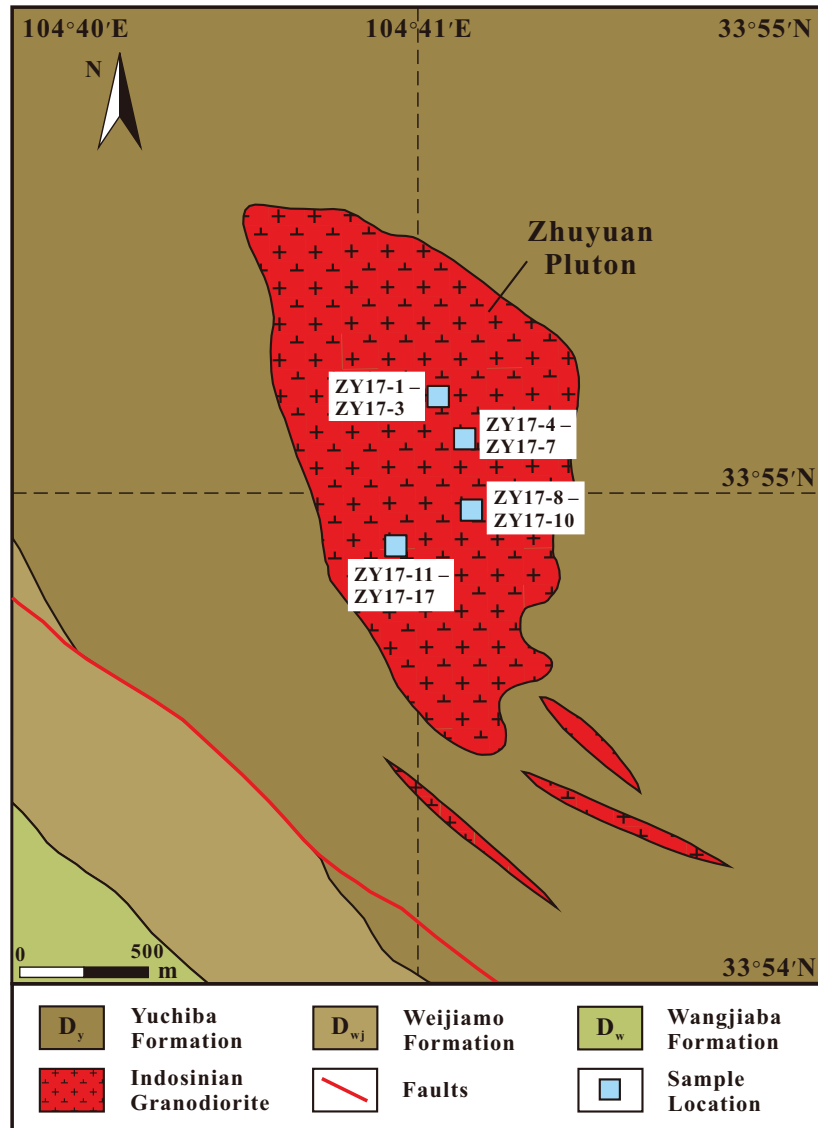 104°40′E 104°41′E 33°55′N
N
Zhuyuan
Pluton
ZY17-1 –
ZY17-3
ZY17-4 –
ZY17-7
33°55′N
ZY17-8 –
ZY17-10
ZY17-11 –
ZY17-17
0 500
m
33°54′N
Dy Yuchiba
Formation
Dwj Weijiamo
Formation
Dw Wangjiaba
Formation
Indosinian
Granodiorite
Faults
Sample
Location